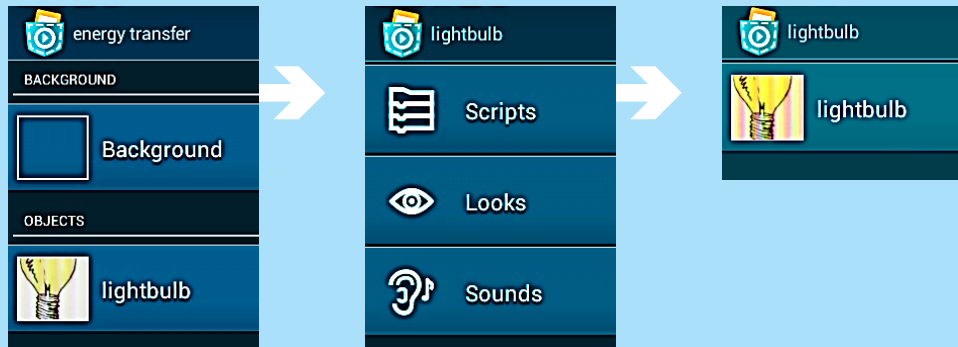 energy transfer
BACKGROUND
Background
OBJECTS
lightbulb
lightbulb
Scripts
Looks
Sounds
lightbulb
lightbulb